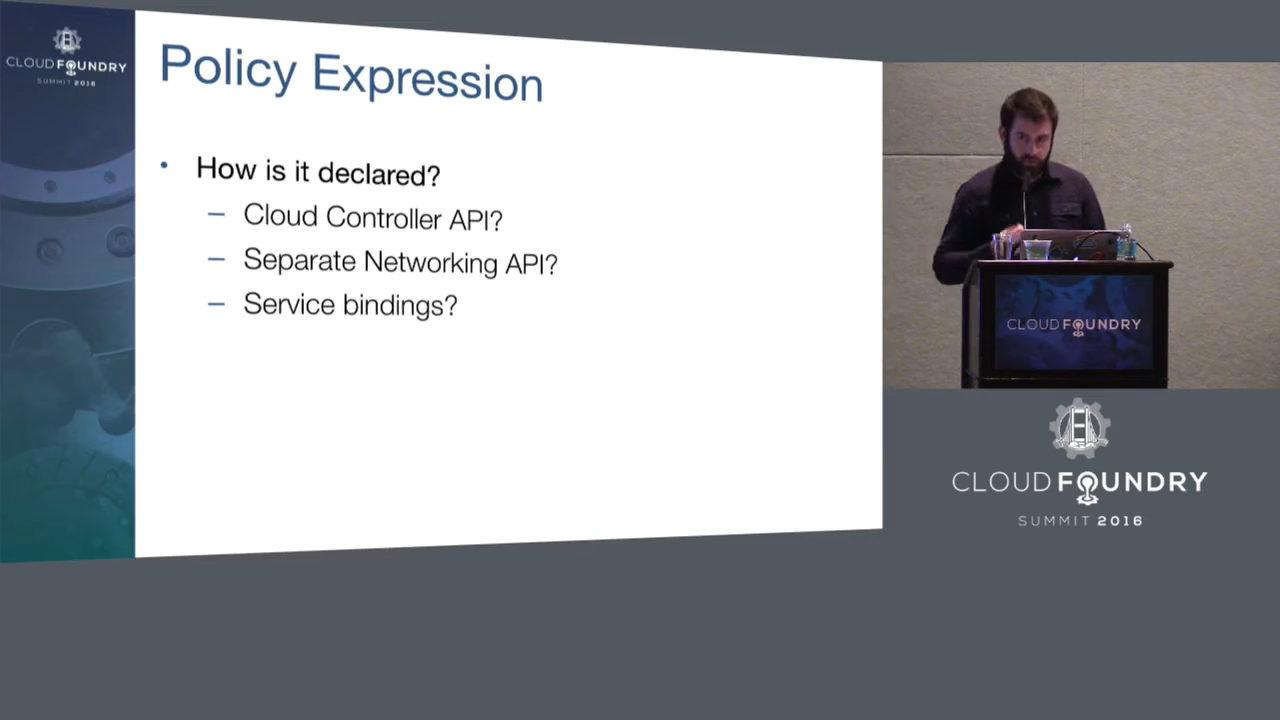 CLOUD FOUNDRY
SUMMIT 2016
Policy Expression
• How is it declared?
– Cloud Controller API?
– Separate Networking API?
– Service bindings?
CLOUD FOUNDRY
CLOUD FOUNDRY
SUMMIT 2016